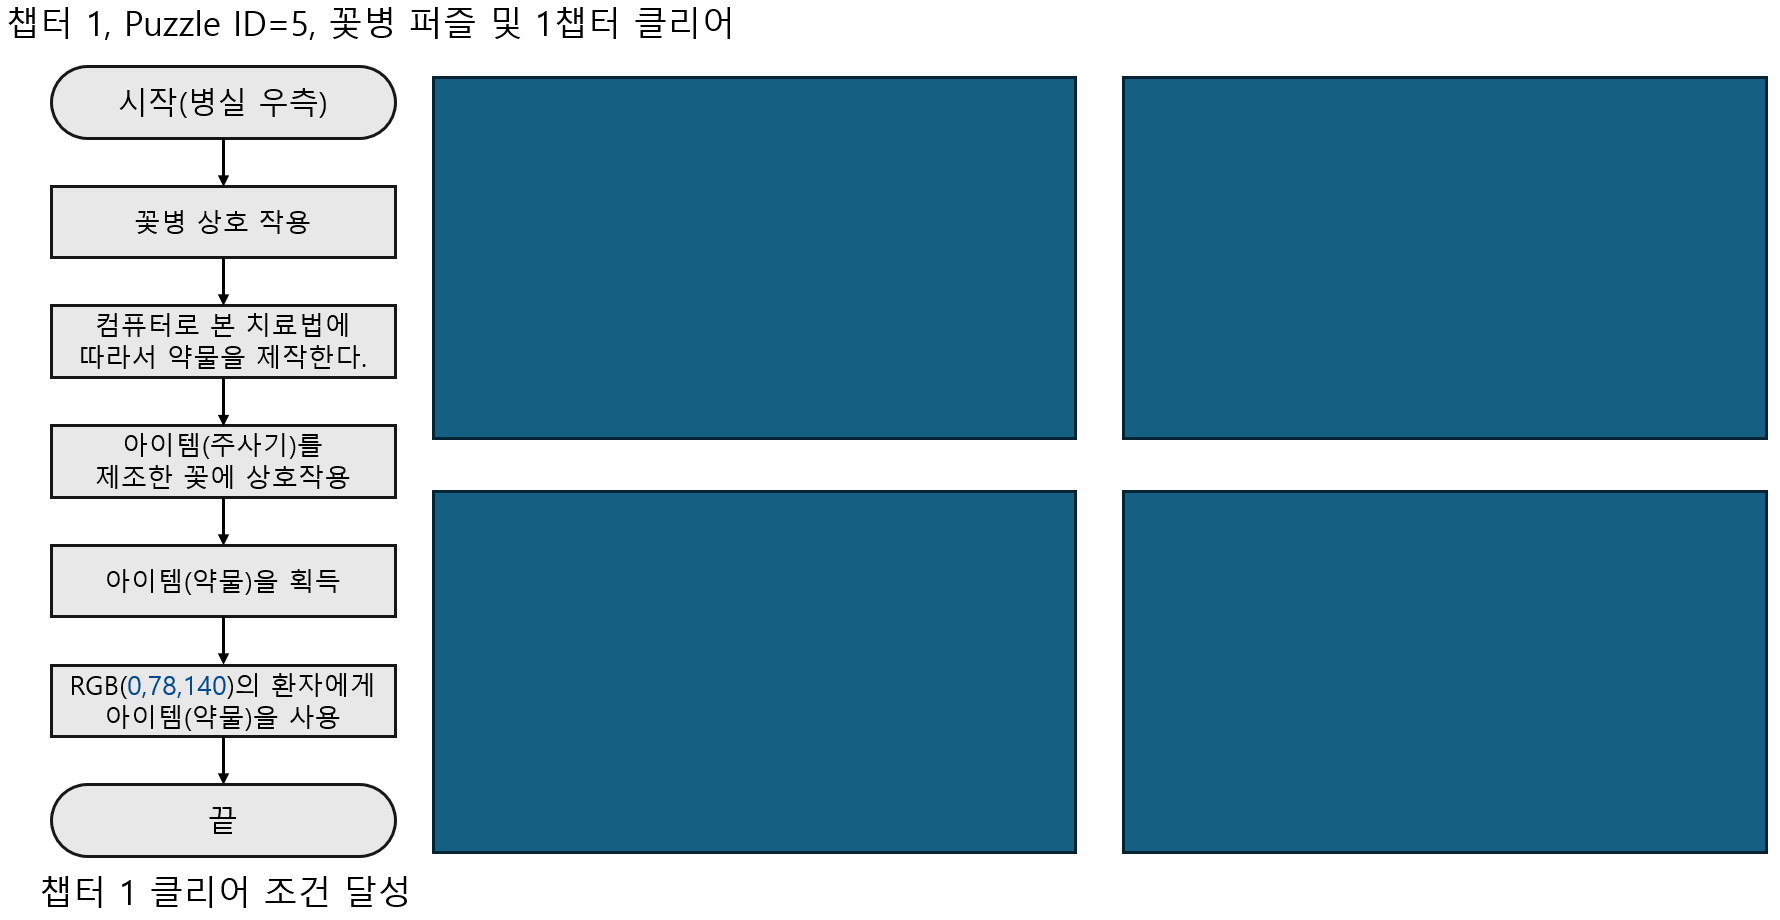 챕터 1, Puzzle ID=5, 꽃병 퍼즐 및 1챕터 클리어
시작(병실 우측)
꽃병 상호 작용
컴퓨터로 본 치료법에
따라서 약물을 제작한다.
아이템(주사기)를
제조한 꽃에 상호작용
아이템(약물)을 획득
RGB(0,78,140)의 환자에게
아이템(약물)을 사용
끝
챕터 1 클리어 조건 달성